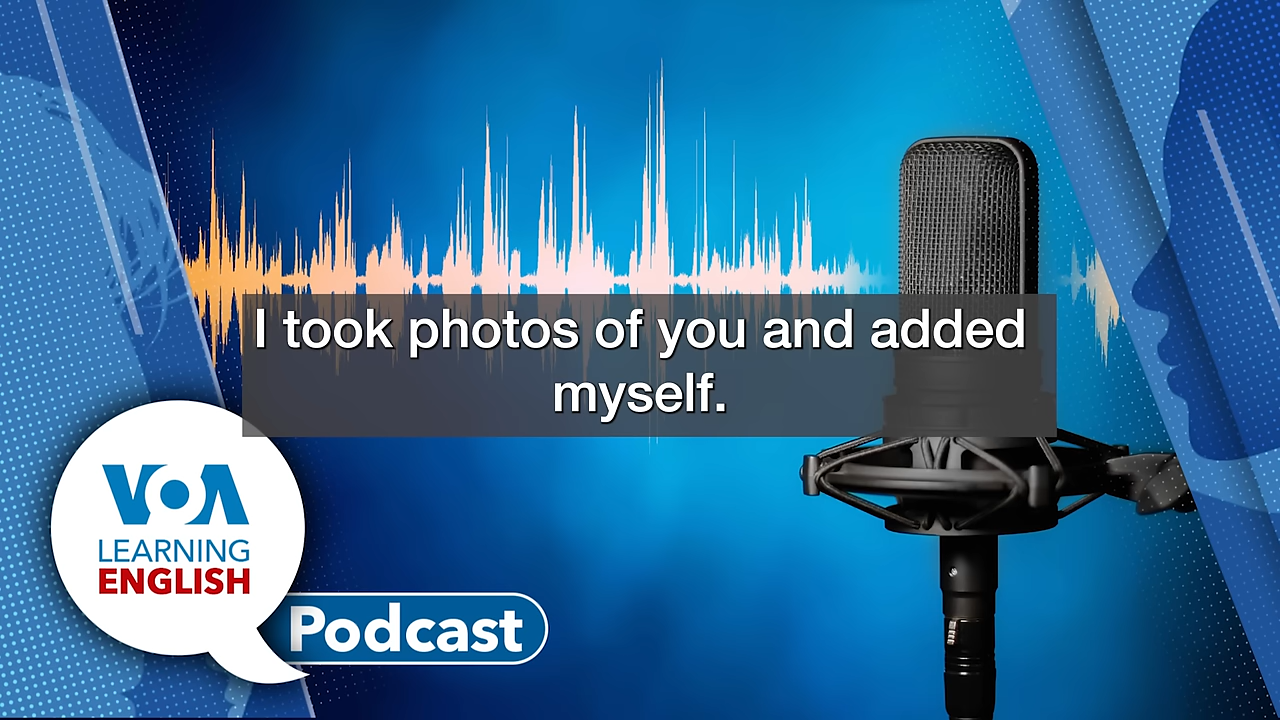 I took photos of you and added
myself.
VOA
LEARNING
ENGLISH
Podcast